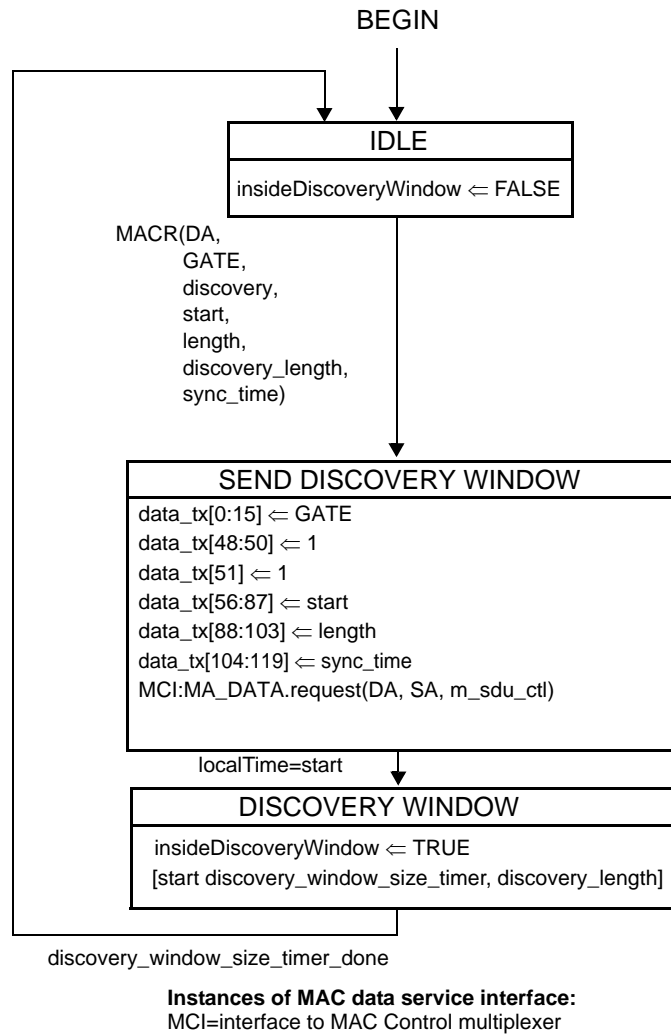 BEGIN
IDLE
insideDiscoveryWindow ⇐ FALSE
MACR(DA,
GATE,
discovery,
start,
length,
discovery_length,
sync_time)
SEND DISCOVERY WINDOW
data_tx[0:15] ⇐ GATE
data_tx[48:50] ⇐ 1
data_tx[51] ⇐ 1
data_tx[56:87] ⇐ start
data_tx[88:103] ⇐ length
data_tx[104:119] ⇐ sync_time
MCI:MA_DATA.request(DA, SA, m_sdu_ctl)
localTime=start
DISCOVERY WINDOW
insideDiscoveryWindow ⇐ TRUE
[start discovery_window_size_timer, discovery_length]
discovery_window_size_timer_done
Instances of MAC data service interface:
MCI=interface to MAC Control multiplexer